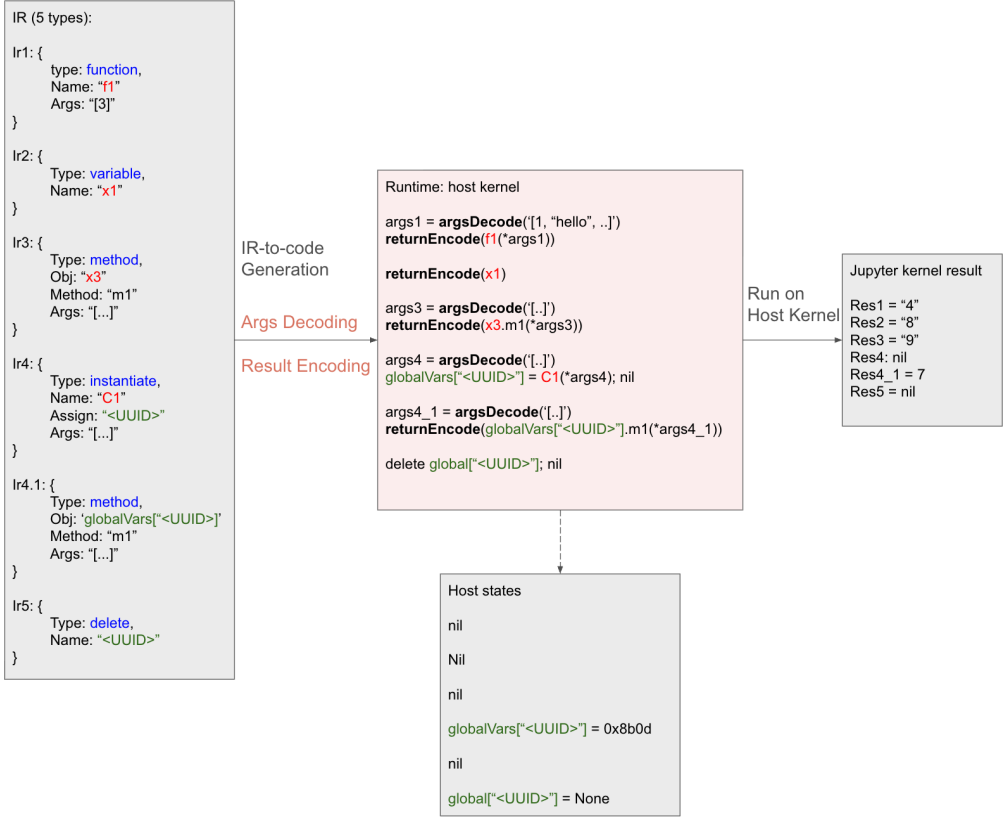 IR (5 types):
Ir1: {
type: function,
Name: “f1”
Args: “[3]”
}
Ir2: {
Type: variable,
Name: “x1”
}
Ir3: {
Type: method,
Obj: “x3”
Method: “m1”
Args: “[...]”
}
Ir4: {
Type: instantiate,
Name: “C1”
Assign: “<UUID>”
Args: “[...]”
}
Ir4.1: {
Type: method,
Obj: ‘globalVars[“<UUID>]’
Method: “m1”
Args: “[...]”
}
Ir5: {
Type: delete,
Name: “<UUID>”
}
IR-to-code
Generation
Args Decoding
Result Encoding
Runtime: host kernel
args1 = argsDecode(‘[1, “hello”, ..]’)
returnEncode(f1(*args1))
returnEncode(x1)
args3 = argsDecode(‘[..]’)
returnEncode(x3.m1(*args3))
args4 = argsDecode(‘[..]’)
globalVars[“<UUID>”] = C1(*args4); nil
args4_1 = argsDecode(‘[..]’)
returnEncode(globalVars[“<UUID>”].m1(*args4_1))
delete global[“<UUID>”]; nil
Run on
Host Kernel
Jupyter kernel result
Res1 = “4”
Res2 = “8”
Res3 = “9”
Res4: nil
Res4_1 = 7
Res5 = nil
Host states
nil
Nil
nil
globalVars[“<UUID>”] = 0x8b0d
nil
global[“<UUID>”] = None